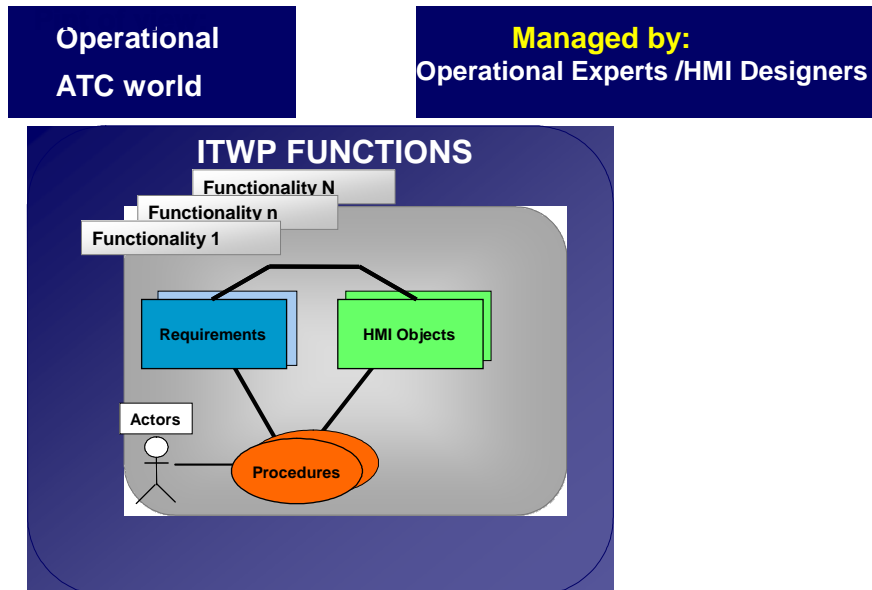 Operational
ATC world
Managed by:
Operational Experts /HMI Designers
ITWP FUNCTIONS
Functionality N
Functionality n
Functionality 1
Requirements
HMI Objects
Actors
Procedures